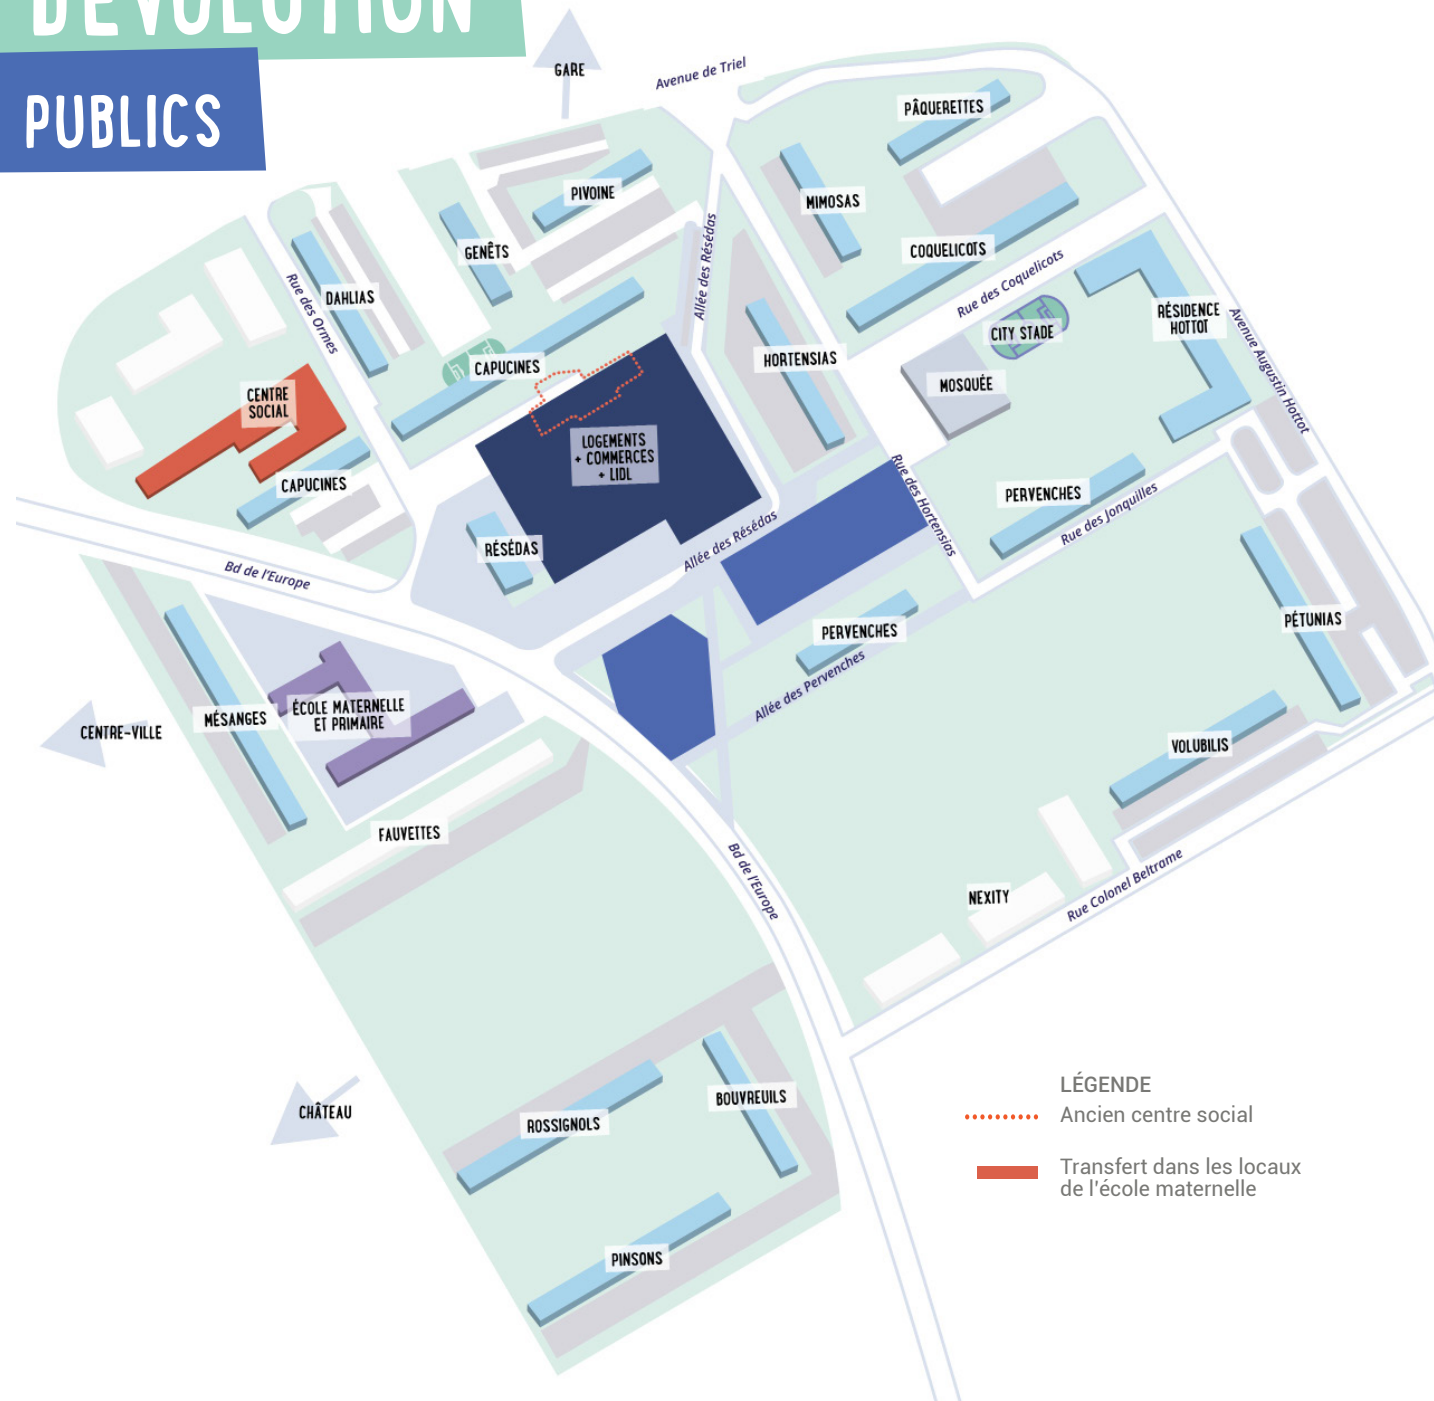 D'ÉVOLUTION
PUBLICS
GARE
Avenue de Triel
PÂQUERETTES
PIVOINE
MIMOSAS
GENÊTS
COQUELICOTS
Allée des Résédas
Rue des Coquelicots
DAHLIAS
Rue des Ormes
RÉSIDENCE
HOTTOT
CITY STADE
Avenue Augustin Hottot
HORTENSIAS
CAPUCINES
MOSQUÉE
CENTRE
SOCIAL
LOGEMENTS
+ COMMERCES
+ LIDL
CAPUCINES
Rue des Hortensias
PERVENCHES
Rue des Jonquilles
RÉSÉDAS
Allée des Résédas
Bd de l'Europe
PÉTUNIAS
PERVENCHES
Allée des Pervenches
MÉSANGES
ÉCOLE MATERNELLE
ET PRIMAIRE
CENTRE-VILLE
VOLUBILIS
FAUVETTES
Bd de l'Europe
NEXITY
Rue Colonel Beltrame
CHÂTEAU
ROSSIGNOLS
BOUVREUILS
PINSONS
LÉGENDE
Ancien centre social
Transfert dans les locaux
de l'école maternelle